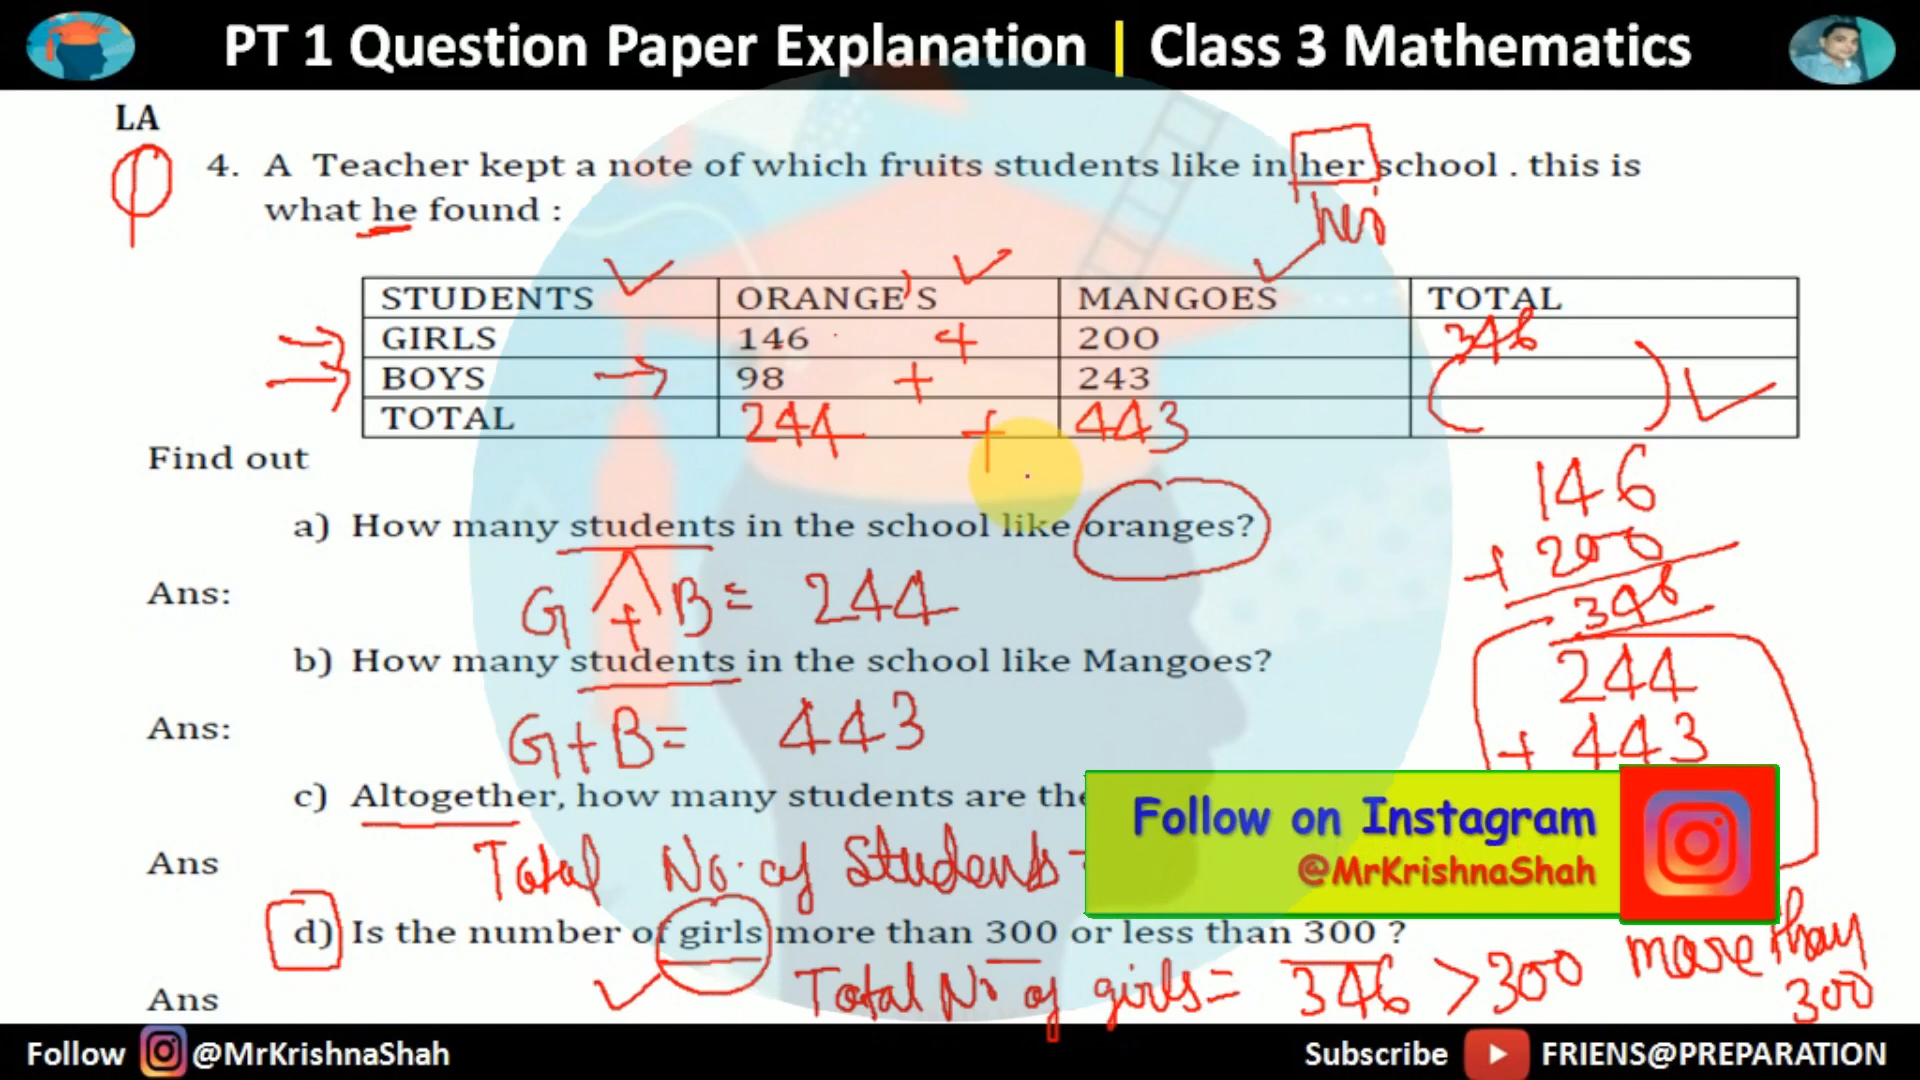 PT 1 Question Paper Explanation | Class 3 Mathematics
LA
4. A Teacher kept a note of which fruits students like in her school . this is
his
what he found :
STUDENTS ORANGE'S MANGOES TOTAL
GIRLS 146 + 200 346
BOYS 98 + 243
TOTAL 244 + 443
Find out
146
+ 200
346
a) How many students in the school like oranges?
Ans: G + B = 244
244
+ 443
b) How many students in the school like Mangoes?
Ans: G + B = 443
c) Altogether, how many students are the
Ans Total No. of Students =
Follow on Instagram
@MrKrishnaShah
d) Is the number of girls more than 300 or less than 300 ?
Ans Total No of girls = 346 > 300 more than 300
Follow @MrKrishnaShah
Subscribe FRIENS@PREPARATION